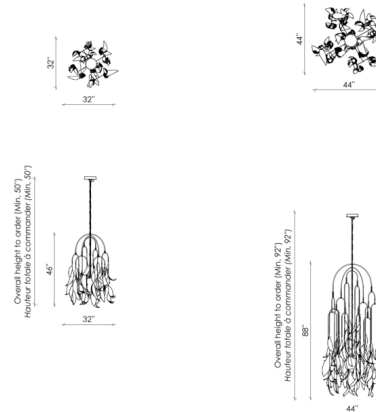 32"
32"
44"
44"
Overall height to order (Min. 50")
Hauteur totale à commander (Min. 50")
46"
32"
Overall height to order (Min. 92")
Hauteur totale à commander (Min. 92")
88"
44"